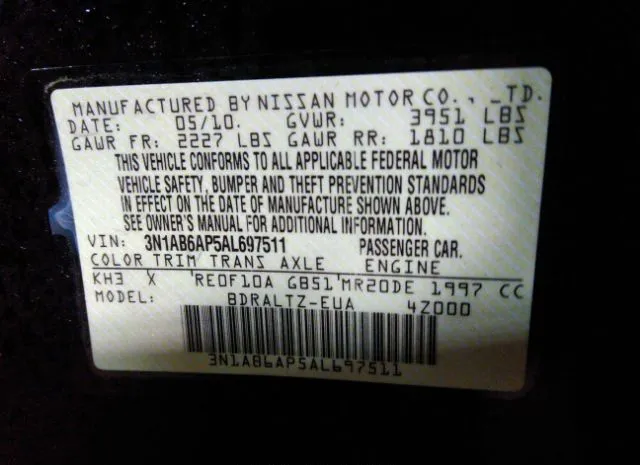 MANUFACTURED BY NISSAN MOTOR CO., _TD.
DATE: 05/10. GVWR: 3951 LBS
GAWR FR: 2227 LBS GAWR RR: 1810 LBS
THIS VEHICLE CONFORMS TO ALL APPLICABLE FEDERAL MOTOR
VEHICLE SAFETY, BUMPER AND THEFT PREVENTION STANDARDS
IN EFFECT ON THE DATE OF MANUFACTURE SHOWN ABOVE.
SEE OWNER'S MANUAL FOR ADDITIONAL INFORMATION.
VIN: 3N1AB6AP5AL697511 PASSENGER CAR.
COLOR TRIM TRANS AXLE ENGINE
KH3 X 'RE0F10A GB51'MR20DE 1997 CC
MODEL: BDRALTZ-EUA 4Z000
3N1AB6AP5AL697511